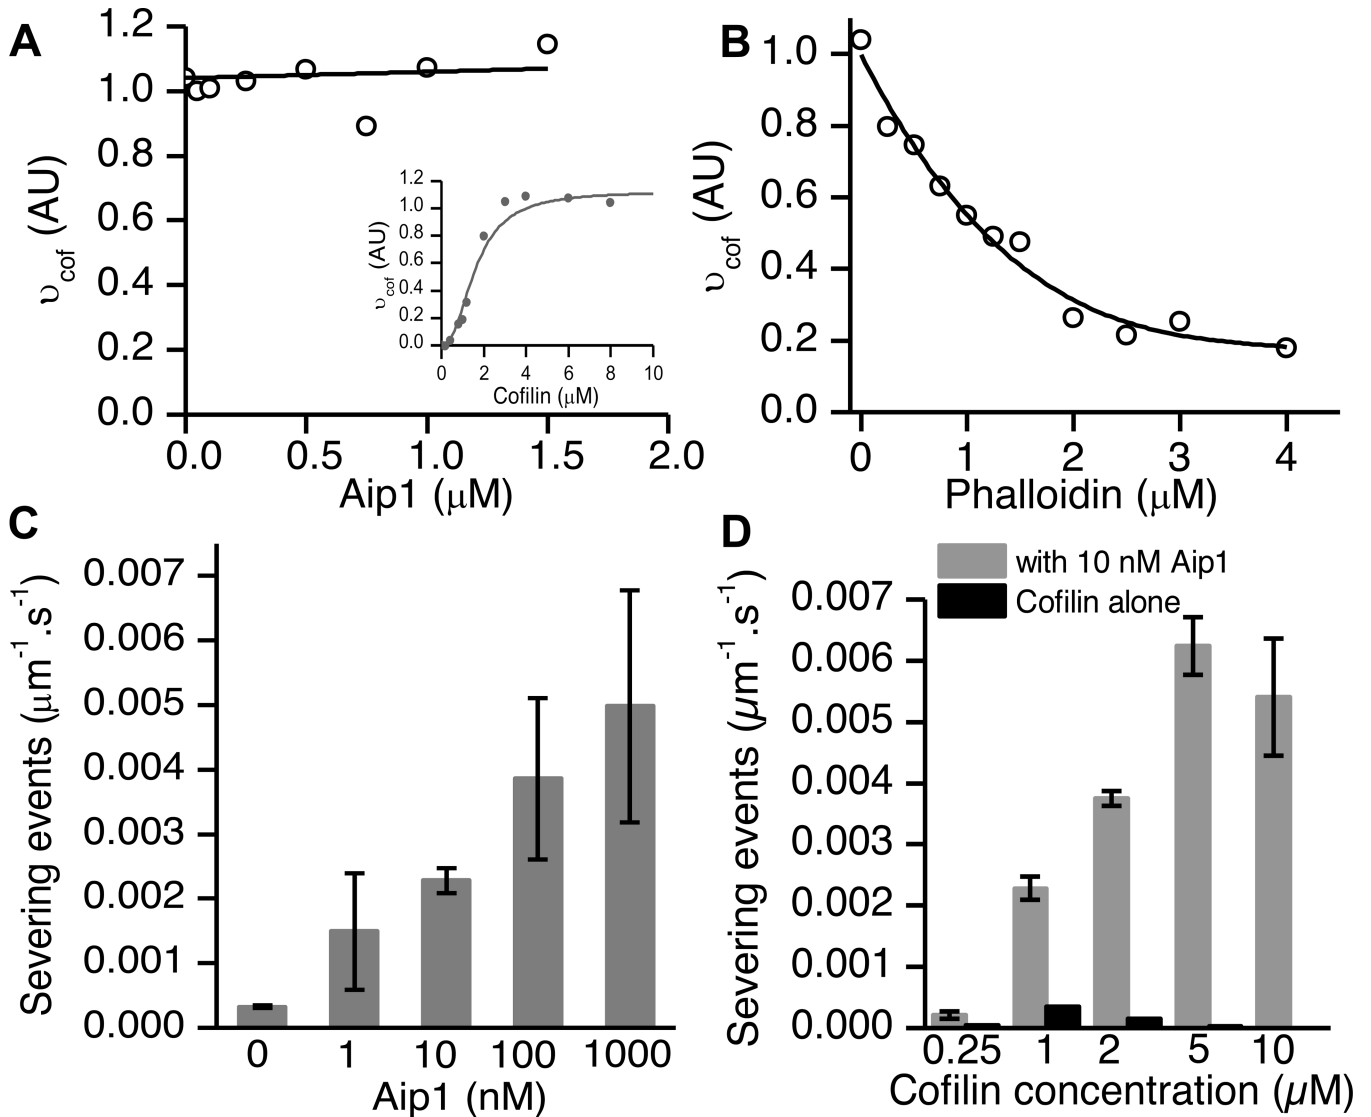 A
1.2
1.0
0.8
0.6
0.4
0.2
0.0
υcof (AU)
0.0 0.5 1.0 1.5 2.0
Aip1 (μM)
1.2
1.0
0.8
0.6
0.4
0.2
0.0
υcof (AU)
0 2 4 6 8 10
Cofilin (μM)
B
1.0
0.8
0.6
0.4
0.2
0.0
υcof (AU)
0 1 2 3 4
Phalloidin (μM)
C
0.007
0.006
0.005
0.004
0.003
0.002
0.001
0.000
Severing events (μm⁻¹.s⁻¹)
0 1 10 100 1000
Aip1 (nM)
D
with 10 nM Aip1
Cofilin alone
0.007
0.006
0.005
0.004
0.003
0.002
0.001
0.000
Severing events (μm⁻¹.s⁻¹)
0.25 1 2 5 10
Cofilin concentration (μM)